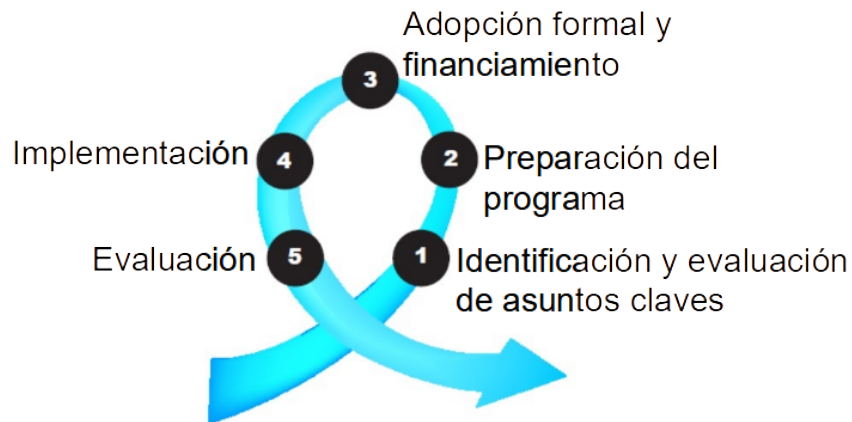 Adopción formal y
financiamiento
3
Implementación
4
2
Preparación del
programa
Evaluación
5
1
Identificación y evaluación
de asuntos claves